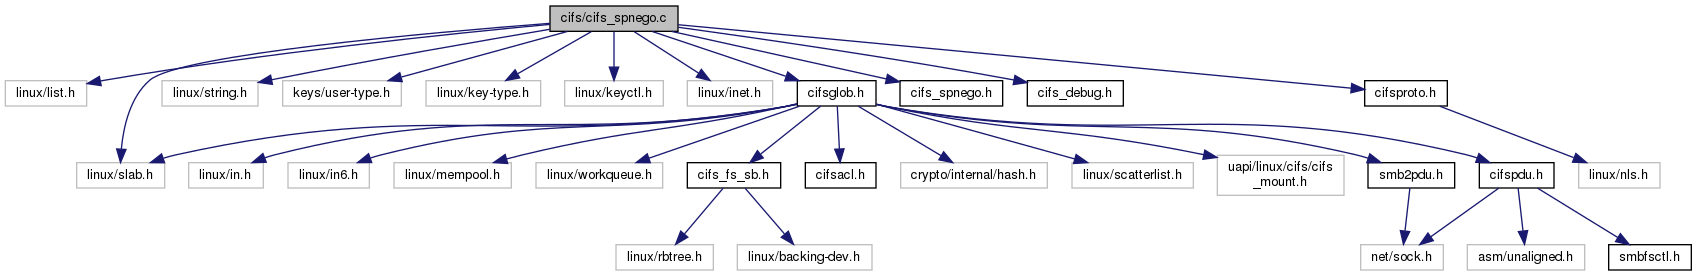 cifs/cifs_spnego.c
linux/list.h
linux/string.h
keys/user-type.h
linux/key-type.h
linux/keyctl.h
linux/inet.h
cifsglob.h
cifs_spnego.h
cifs_debug.h
cifsproto.h
linux/slab.h
linux/in.h
linux/in6.h
linux/mempool.h
linux/workqueue.h
cifs_fs_sb.h
cifsacl.h
crypto/internal/hash.h
linux/scatterlist.h
uapi/linux/cifs/cifs
_mount.h
smb2pdu.h
cifspdu.h
linux/nls.h
linux/rbtree.h
linux/backing-dev.h
net/sock.h
asm/unaligned.h
smbfsctl.h